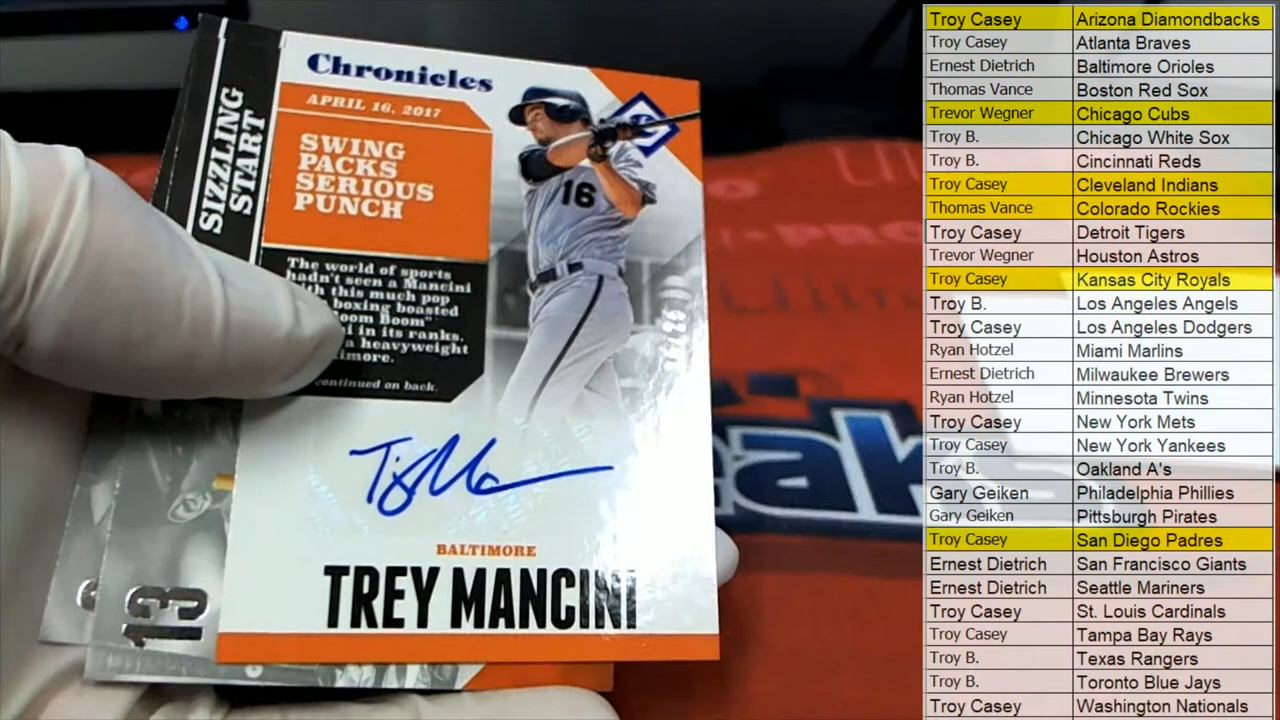 Chronicles
APRIL 16, 2017
SWING
PACKS
SERIOUS
PUNCH
The world of sports
hadn't seen a Mancini
with this much pop
boxing boasted
oom Boom"
in its ranks.
a heavyweight
timore.
continued on back.
SIZZLING
START
16
BALTIMORE
TREY MANCINI
13
eak
Troy Casey Arizona Diamondbacks
Troy Casey Atlanta Braves
Ernest Dietrich Baltimore Orioles
Thomas Vance Boston Red Sox
Trevor Wegner Chicago Cubs
Troy B. Chicago White Sox
Troy B. Cincinnati Reds
Troy Casey Cleveland Indians
Thomas Vance Colorado Rockies
Troy Casey Detroit Tigers
Trevor Wegner Houston Astros
Troy Casey Kansas City Royals
Troy B. Los Angeles Angels
Troy Casey Los Angeles Dodgers
Ryan Hotzel Miami Marlins
Ernest Dietrich Milwaukee Brewers
Ryan Hotzel Minnesota Twins
Troy Casey New York Mets
Troy Casey New York Yankees
Troy B. Oakland A's
Gary Geiken Philadelphia Phillies
Gary Geiken Pittsburgh Pirates
Troy Casey San Diego Padres
Ernest Dietrich San Francisco Giants
Ernest Dietrich Seattle Mariners
Troy Casey St. Louis Cardinals
Troy Casey Tampa Bay Rays
Troy B. Texas Rangers
Troy B. Toronto Blue Jays
Troy Casey Washington Nationals